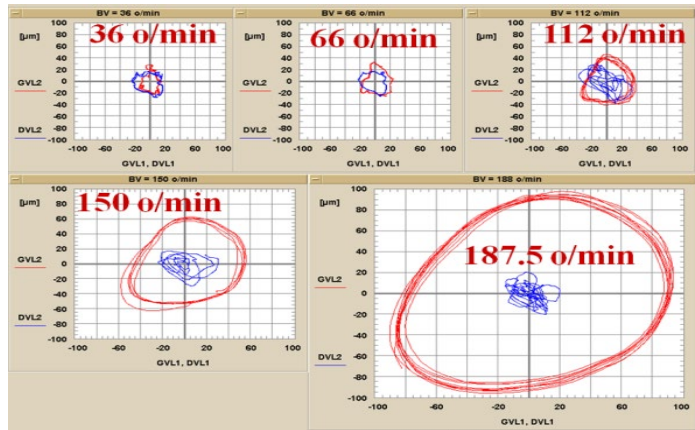 BV = 36 o/min
36 o/min
[µm]
100
80
60
40
20
0
-20
-40
-60
-80
-100
GVL2
DVL2
-100 -60 -20 20 60 100
GVL1, DVL1
BV = 66 o/min
66 o/min
[µm]
100
80
60
40
20
0
-20
-40
-60
-80
-100
GVL2
DVL2
-100 -60 -20 20 60 100
GVL1, DVL1
BV = 112 o/min
112 o/min
[µm]
100
80
60
40
20
0
-20
-40
-60
-80
-100
GVL2
DVL2
-100 -60 -20 20 60 100
GVL1, DVL1
BV = 150 o/min
150 o/min
[µm]
100
80
60
40
20
0
-20
-40
-60
-80
-100
GVL2
DVL2
-100 -60 -20 20 60 100
GVL1, DVL1
BV = 188 o/min
187.5 o/min
[µm]
100
80
60
40
20
0
-20
-40
-60
-80
-100
GVL2
DVL2
-100 -60 -20 20 60 100
GVL1, DVL1